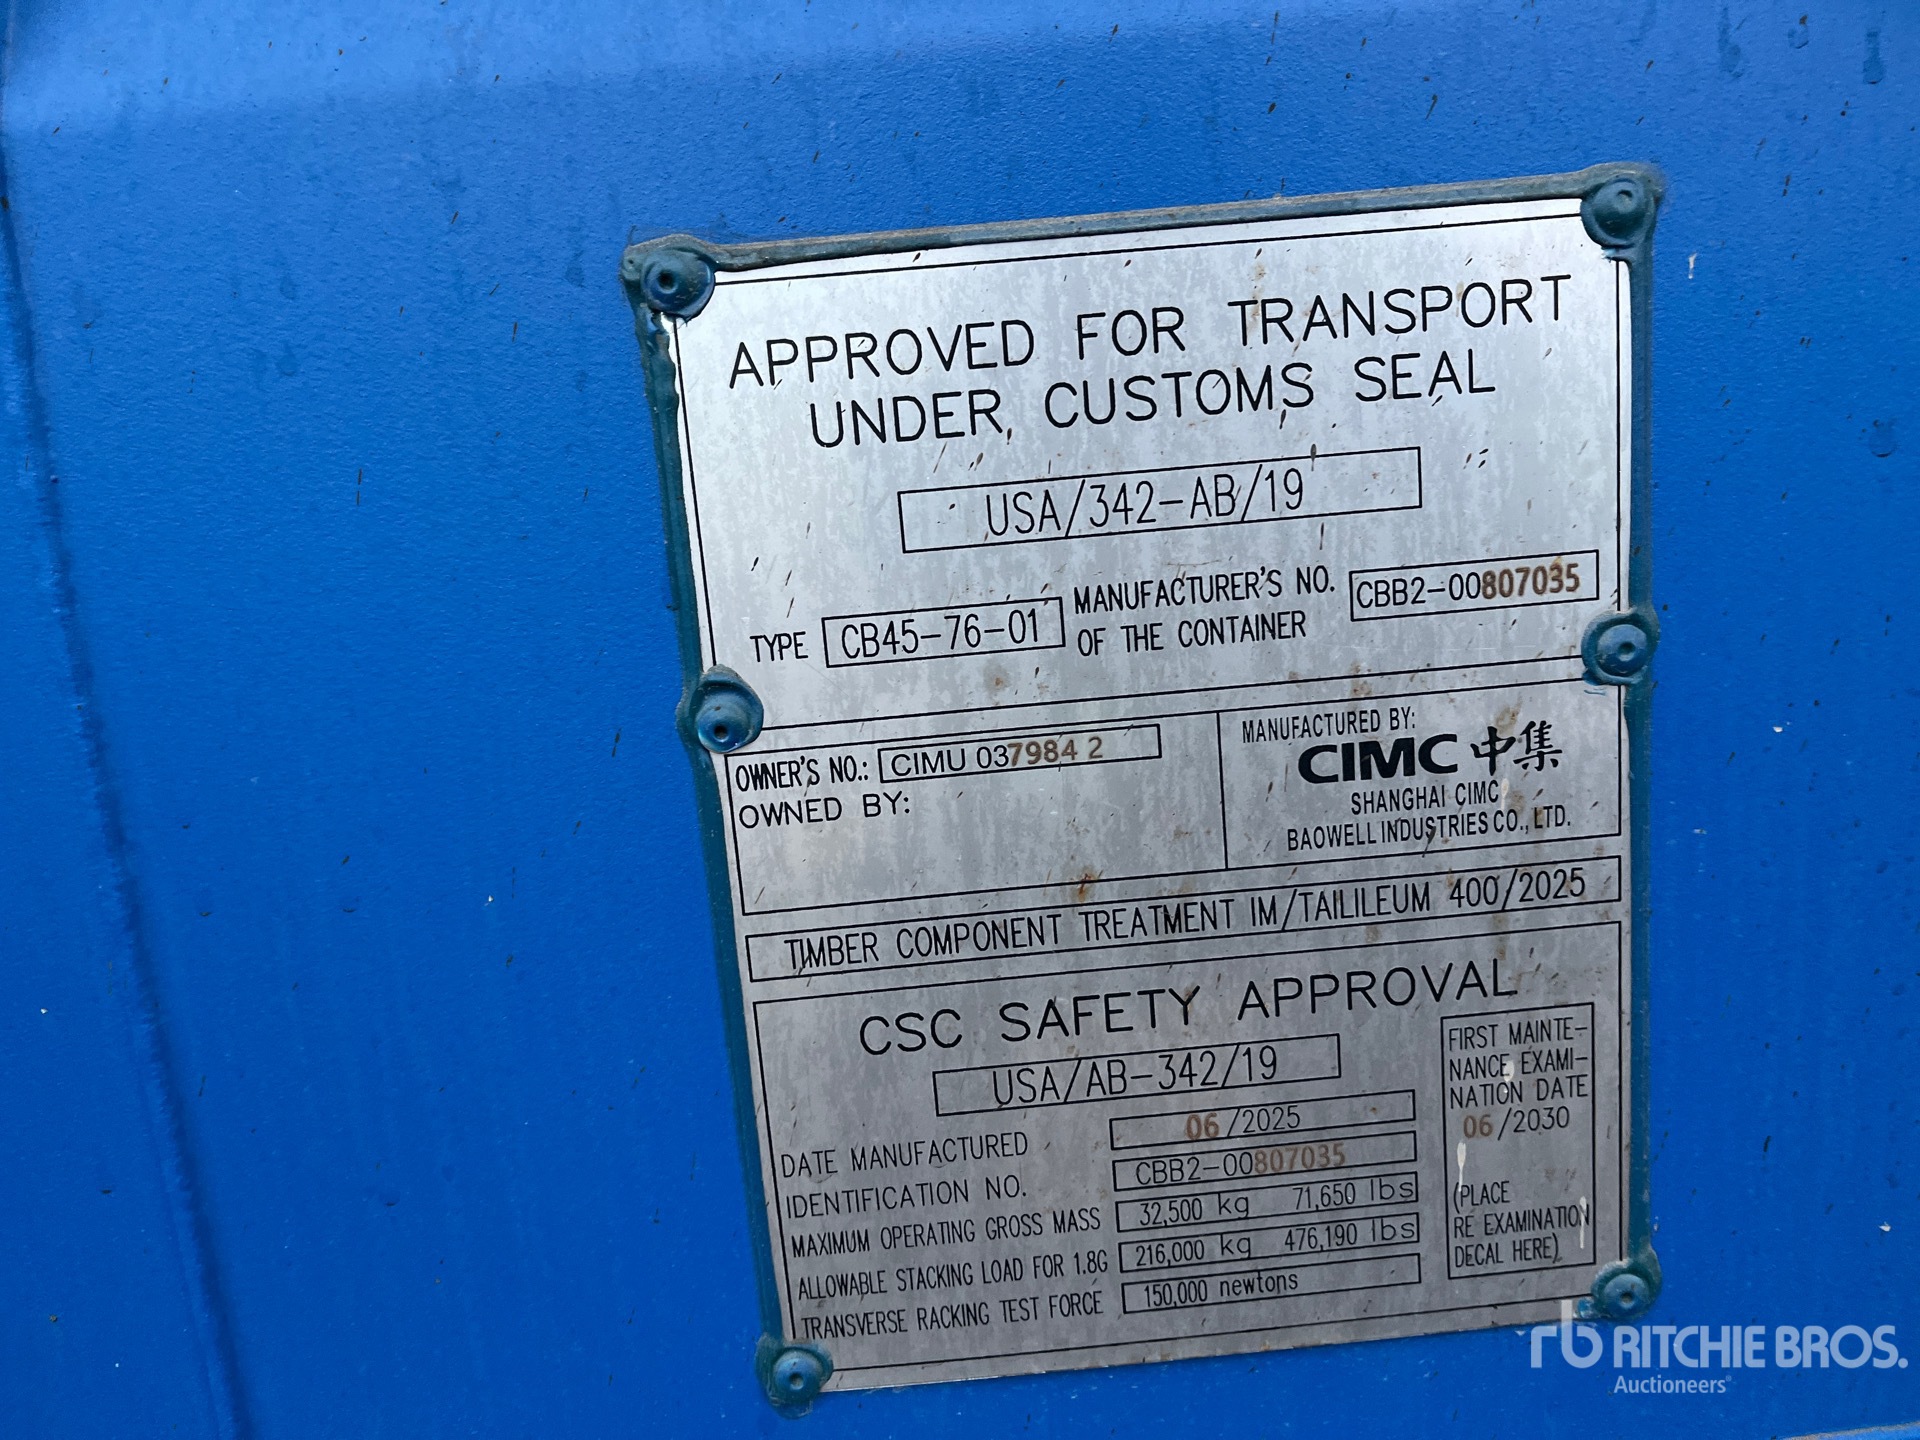 APPROVED FOR TRANSPORT
UNDER CUSTOMS SEAL
USA/342-AB/19
TYPE CB45-76-01 MANUFACTURER'S NO. OF THE CONTAINER CBB2-00807035
OWNER'S NO.: CIMU 037984 2
OWNED BY:
MANUFACTURED BY:
CIMC 中集
SHANGHAI CIMC
BAOWELL INDUSTRIES CO., LTD.
TIMBER COMPONENT TREATMENT IM/TAILILEUM 400/2025
CSC SAFETY APPROVAL
USA/AB-342/19
DATE MANUFACTURED 06/2025
IDENTIFICATION NO. CBB2-00807035
MAXIMUM OPERATING GROSS MASS 32,500 kg 71,650 lbs
ALLOWABLE STACKING LOAD FOR 1.8G 216,000 kg 476,190 lbs
TRANSVERSE RACKING TEST FORCE 150,000 newtons
FIRST MAINTE-
NANCE EXAMI-
NATION DATE
06/2030
(PLACE
RE EXAMINATION
DECAL HERE)
rb RITCHIE BROS.
Auctioneers